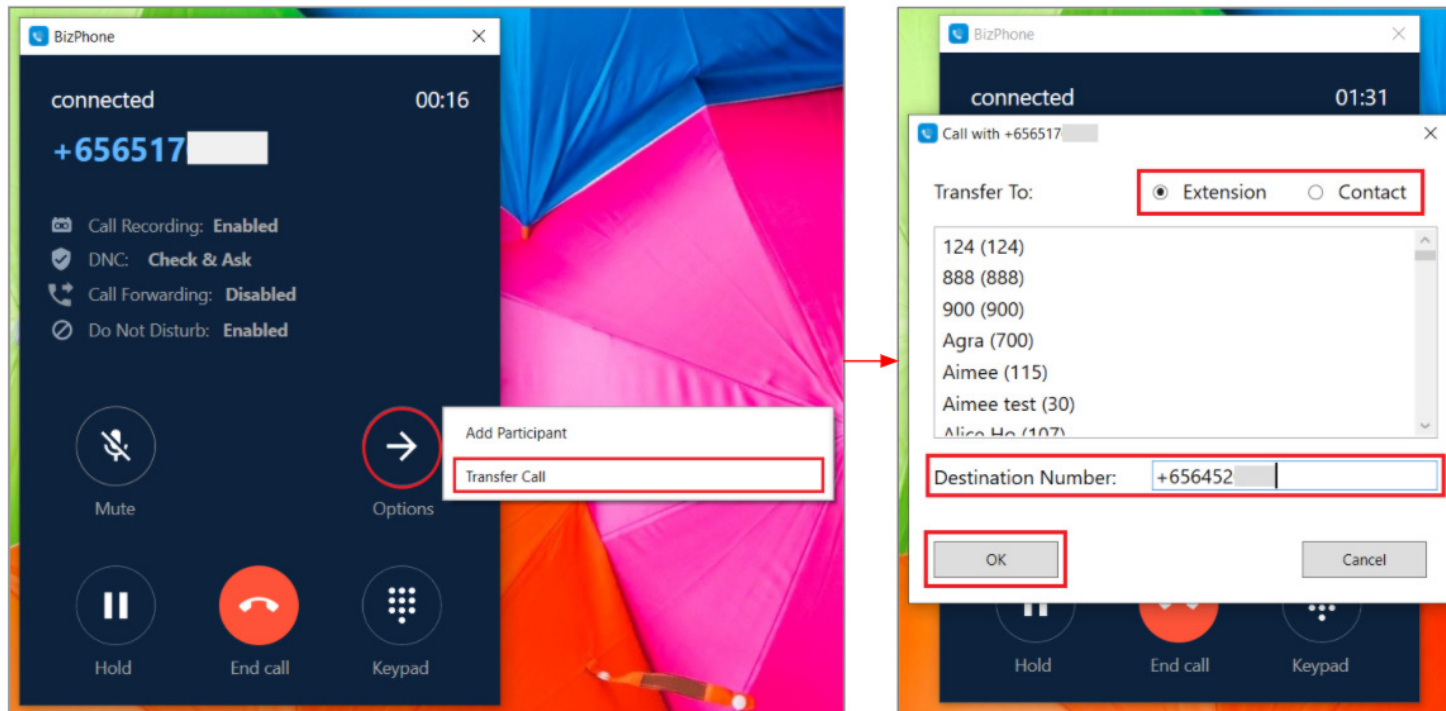 BizPhone
connected 00:16
+656517
Call Recording: Enabled
DNC: Check & Ask
Call Forwarding: Disabled
Do Not Disturb: Enabled
Mute
Options
Add Participant
Transfer Call
Hold
End call
Keypad
BizPhone
connected 01:31
Call with +656517
Transfer To: Extension Contact
124 (124)
888 (888)
900 (900)
Agra (700)
Aimee (115)
Aimee test (30)
Alice Ho (107)
Destination Number: +656452
OK
Cancel
Hold
End call
Keypad